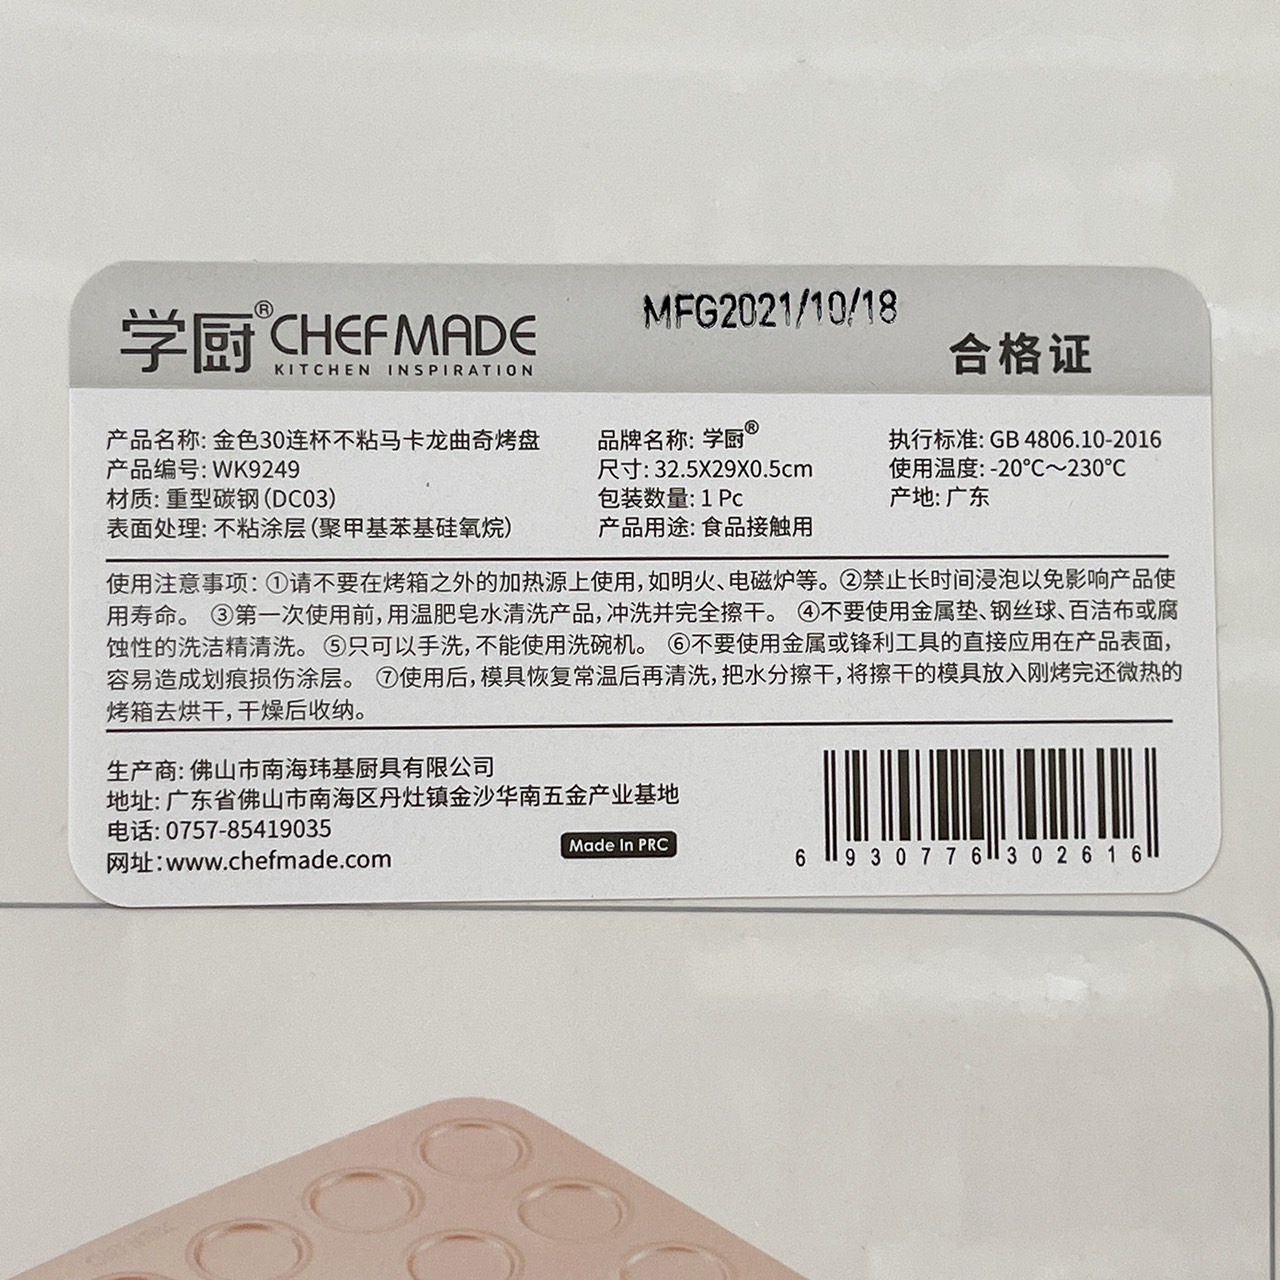 学厨®CHEFMADE
KITCHEN INSPIRATION
MFG2021/10/18
合格证
产品名称: 金色30连杯不粘马卡龙曲奇烤盘
产品编号: WK9249
材质: 重型碳钢(DC03)
表面处理: 不粘涂层(聚甲基苯基硅氧烷)
品牌名称: 学厨®
尺寸: 32.5X29X0.5cm
包装数量: 1 Pc
产品用途: 食品接触用
执行标准: GB 4806.10-2016
使用温度: -20℃～230℃
产地: 广东
使用注意事项: ①请不要在烤箱之外的加热源上使用,如明火、电磁炉等。②禁止长时间浸泡以免影响产品使
用寿命。 ③第一次使用前,用温肥皂水清洗产品,冲洗并完全擦干。 ④不要使用金属垫、钢丝球、百洁布或腐
蚀性的洗洁精清洗。 ⑤只可以手洗,不能使用洗碗机。 ⑥不要使用金属或锋利工具的直接应用在产品表面,
容易造成划痕损伤涂层。 ⑦使用后,模具恢复常温后再清洗,把水分擦干,将擦干的模具放入刚烤完还微热的
烤箱去烘干,干燥后收纳。
生产商: 佛山市南海玮基厨具有限公司
地址: 广东省佛山市南海区丹灶镇金沙华南五金产业基地
电话: 0757-85419035
网址: www.chefmade.com
Made In PRC
6 930776 302616